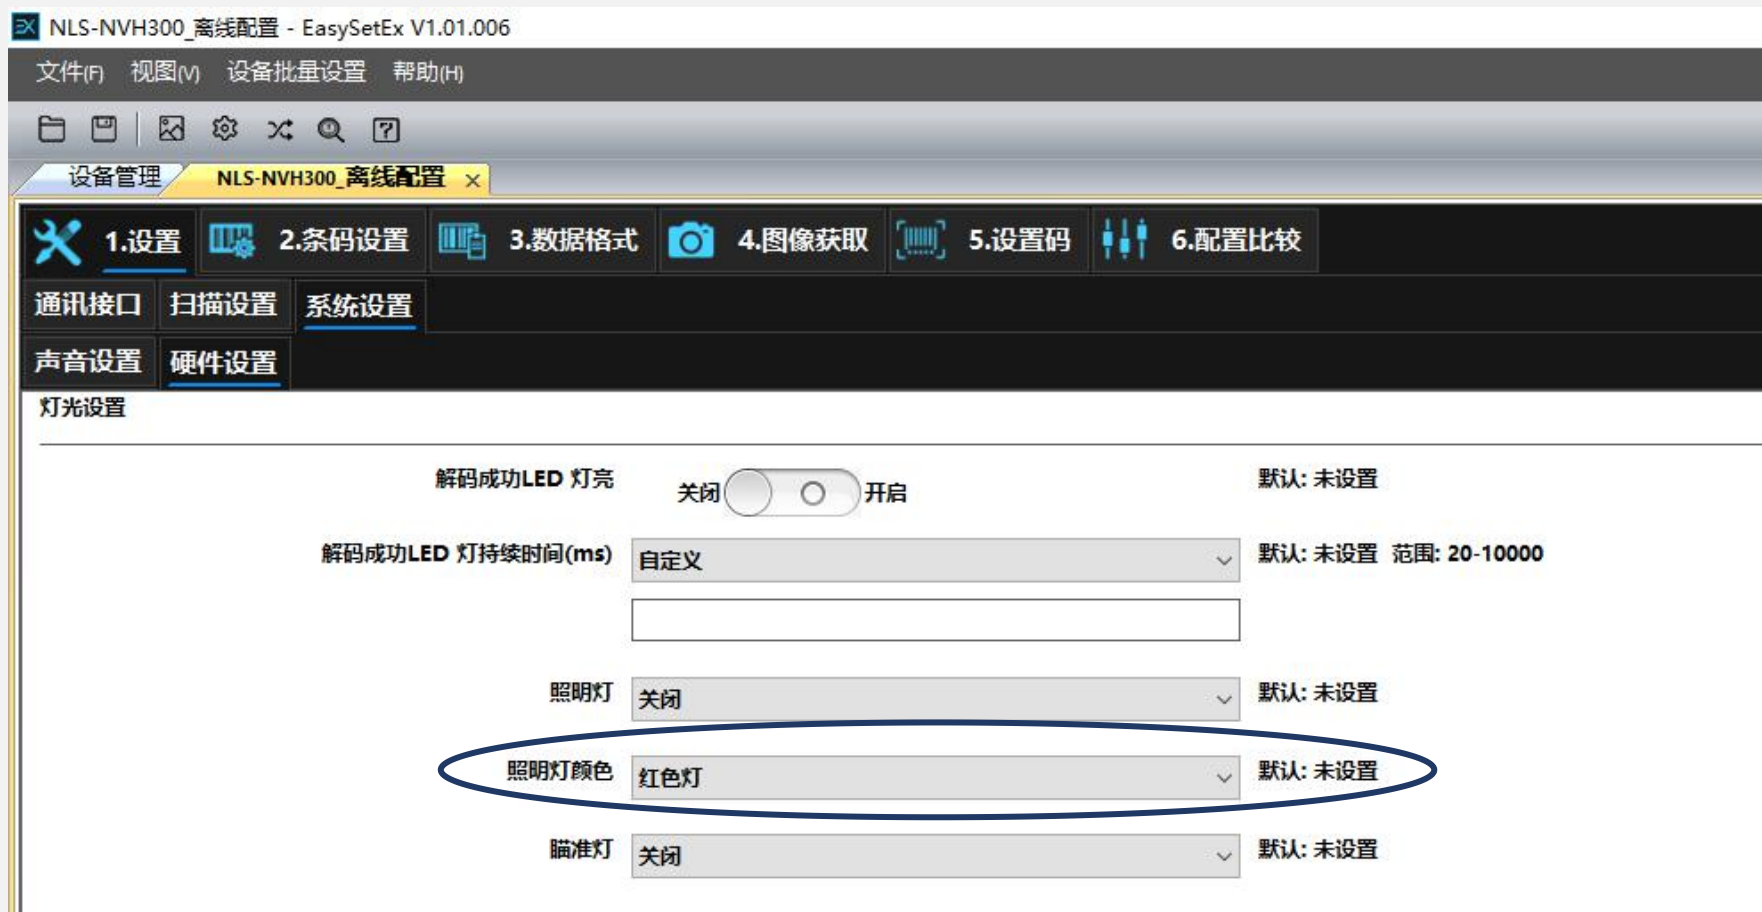 NLS-NVH300_离线配置 - EasySetEx V1.01.006
文件(F) 视图(V) 设备批量设置 帮助(H)
设备管理 NLS-NVH300_离线配置 ×
1.设置 2.条码设置 3.数据格式 4.图像获取 5.设置码 6.配置比较
通讯接口 扫描设置 系统设置
声音设置 硬件设置
灯光设置
解码成功LED 灯亮 关闭 开启 默认: 未设置
解码成功LED 灯持续时间(ms) 自定义 默认: 未设置 范围: 20-10000
照明灯 关闭 默认: 未设置
照明灯颜色 红色灯 默认: 未设置
瞄准灯 关闭 默认: 未设置